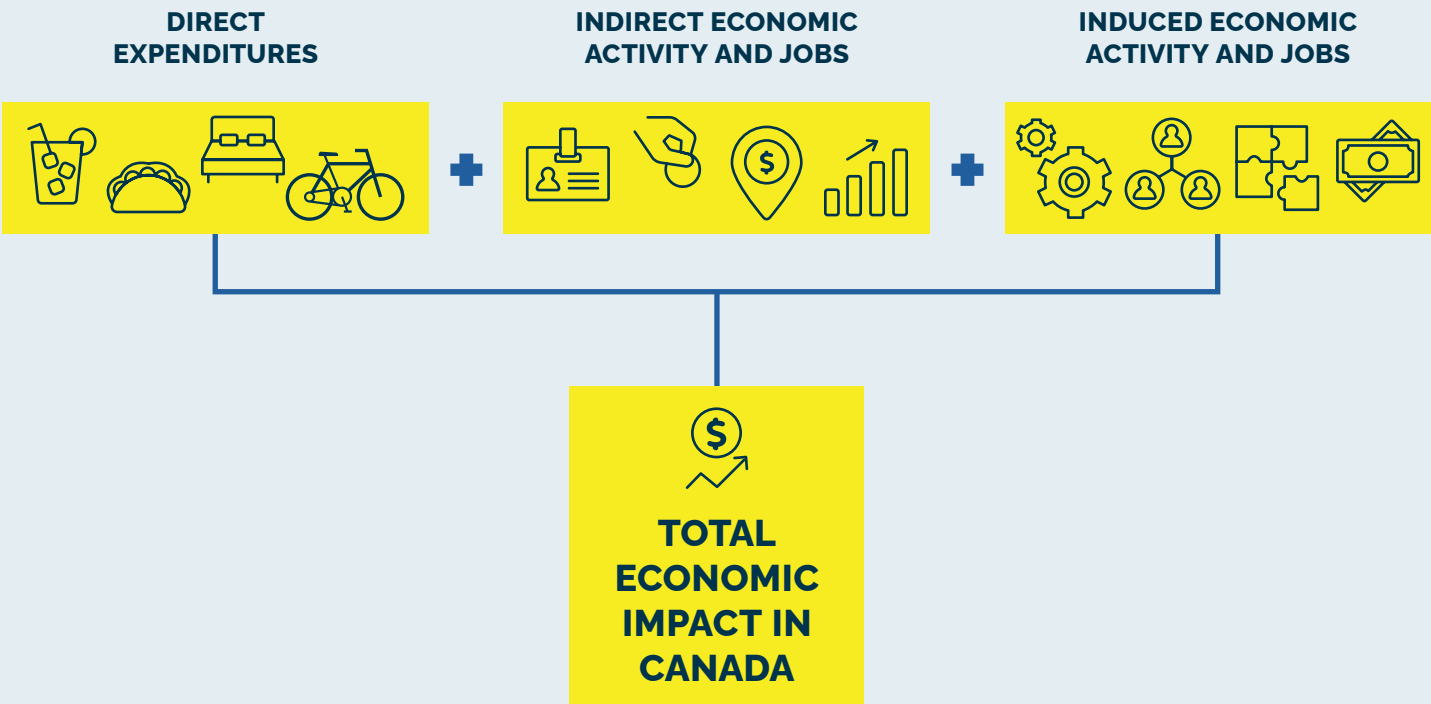 DIRECT
EXPENDITURES
INDIRECT ECONOMIC
ACTIVITY AND JOBS
INDUCED ECONOMIC
ACTIVITY AND JOBS
$
$
TOTAL
ECONOMIC
IMPACT IN
CANADA